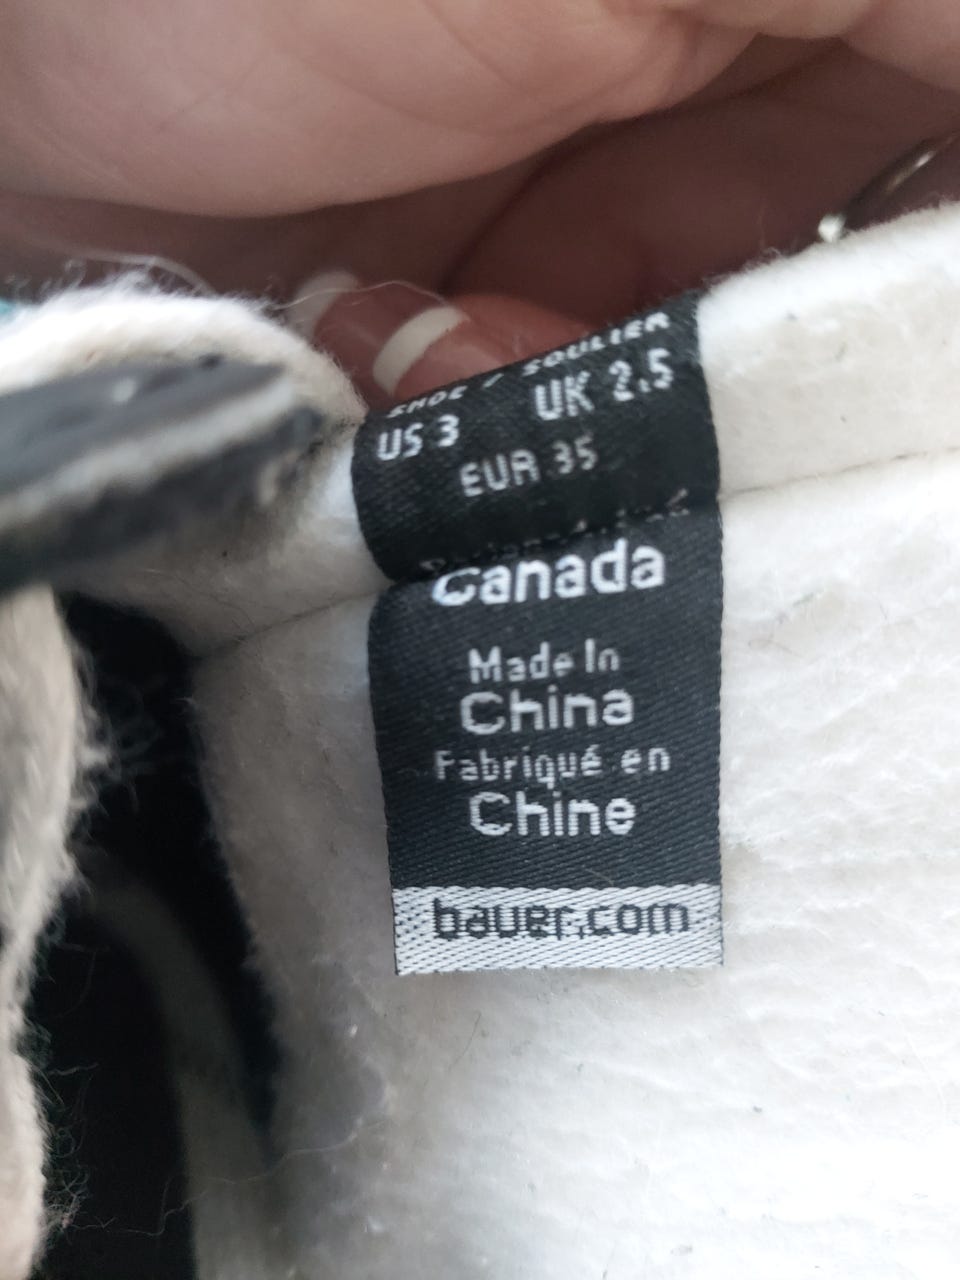 SHOE / SOULIER
US 3 UK 2.5
EUR 35
Canada
Made In
China
Fabriqué en
Chine
bauer.com